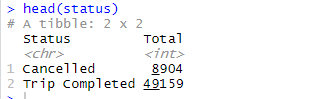 > head(status)
# A tibble: 2 x 2
Status Total
<chr> <int>
1 Cancelled 8904
2 Trip Completed 49159
>